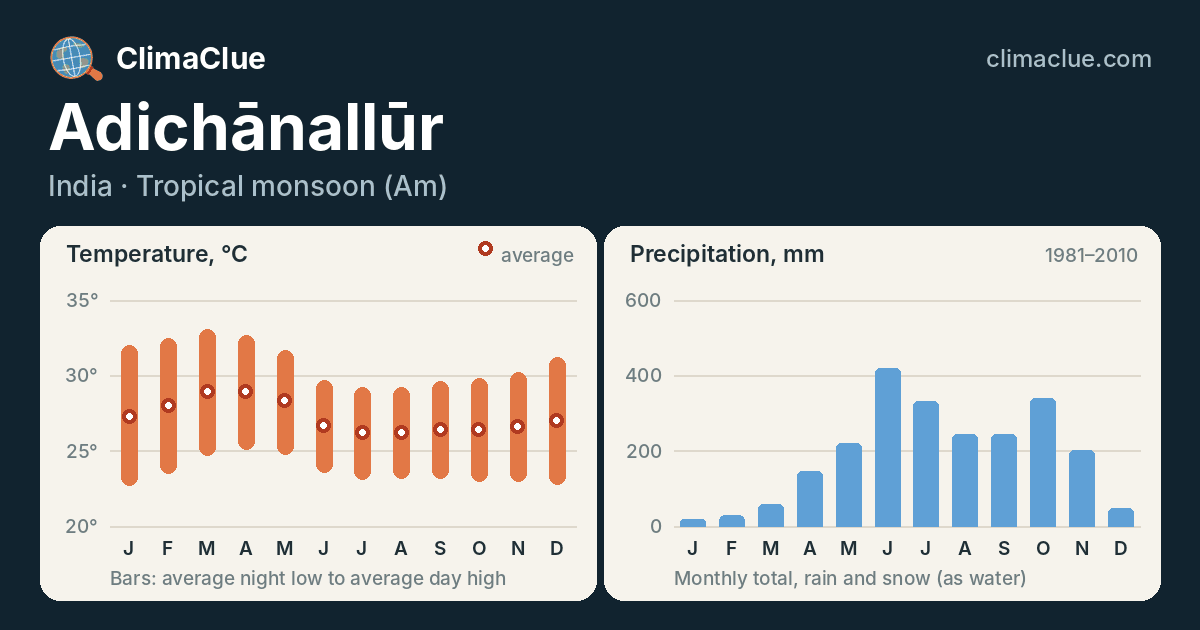 ClimaClue
climaclue.com
Adichānallūr
India · Tropical monsoon (Am)
Temperature, °C
average
35°
30°
25°
20°
J F M A M J J A S O N D
Bars: average night low to average day high
Precipitation, mm
1981–2010
600
400
200
0
J F M A M J J A S O N D
Monthly total, rain and snow (as water)